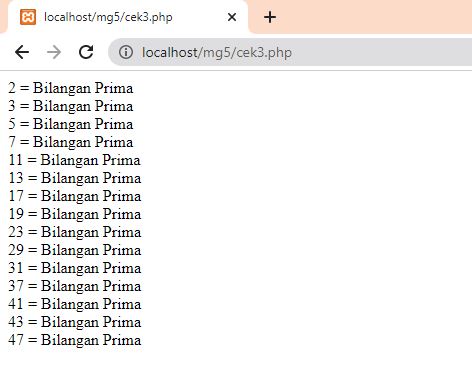 localhost/mg5/cek3.php
localhost/mg5/cek3.php
2 = Bilangan Prima
3 = Bilangan Prima
5 = Bilangan Prima
7 = Bilangan Prima
11 = Bilangan Prima
13 = Bilangan Prima
17 = Bilangan Prima
19 = Bilangan Prima
23 = Bilangan Prima
29 = Bilangan Prima
31 = Bilangan Prima
37 = Bilangan Prima
41 = Bilangan Prima
43 = Bilangan Prima
47 = Bilangan Prima